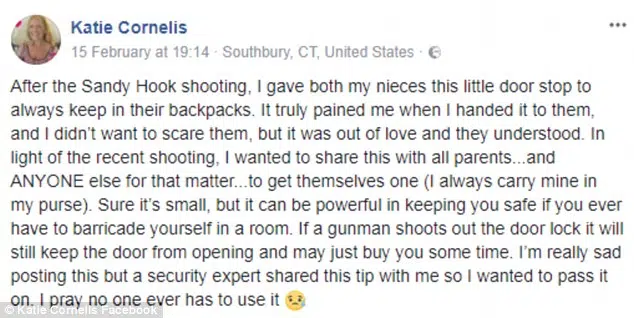 Katie Cornelis
15 February at 19:14 · Southbury, CT, United States ·
After the Sandy Hook shooting, I gave both my nieces this little door stop to
always keep in their backpacks. It truly pained me when I handed it to them,
and I didn't want to scare them, but it was out of love and they understood. In
light of the recent shooting, I wanted to share this with all parents...and
ANYONE else for that matter...to get themselves one (I always carry mine in
my purse). Sure it's small, but it can be powerful in keeping you safe if you ever
have to barricade yourself in a room. If a gunman shoots out the door lock it will
still keep the door from opening and may just buy you some time. I'm really sad
posting this but a security expert shared this tip with me so I wanted to pass it
on. I pray no one ever has to use it 😢
© Katie Cornelis Facebook